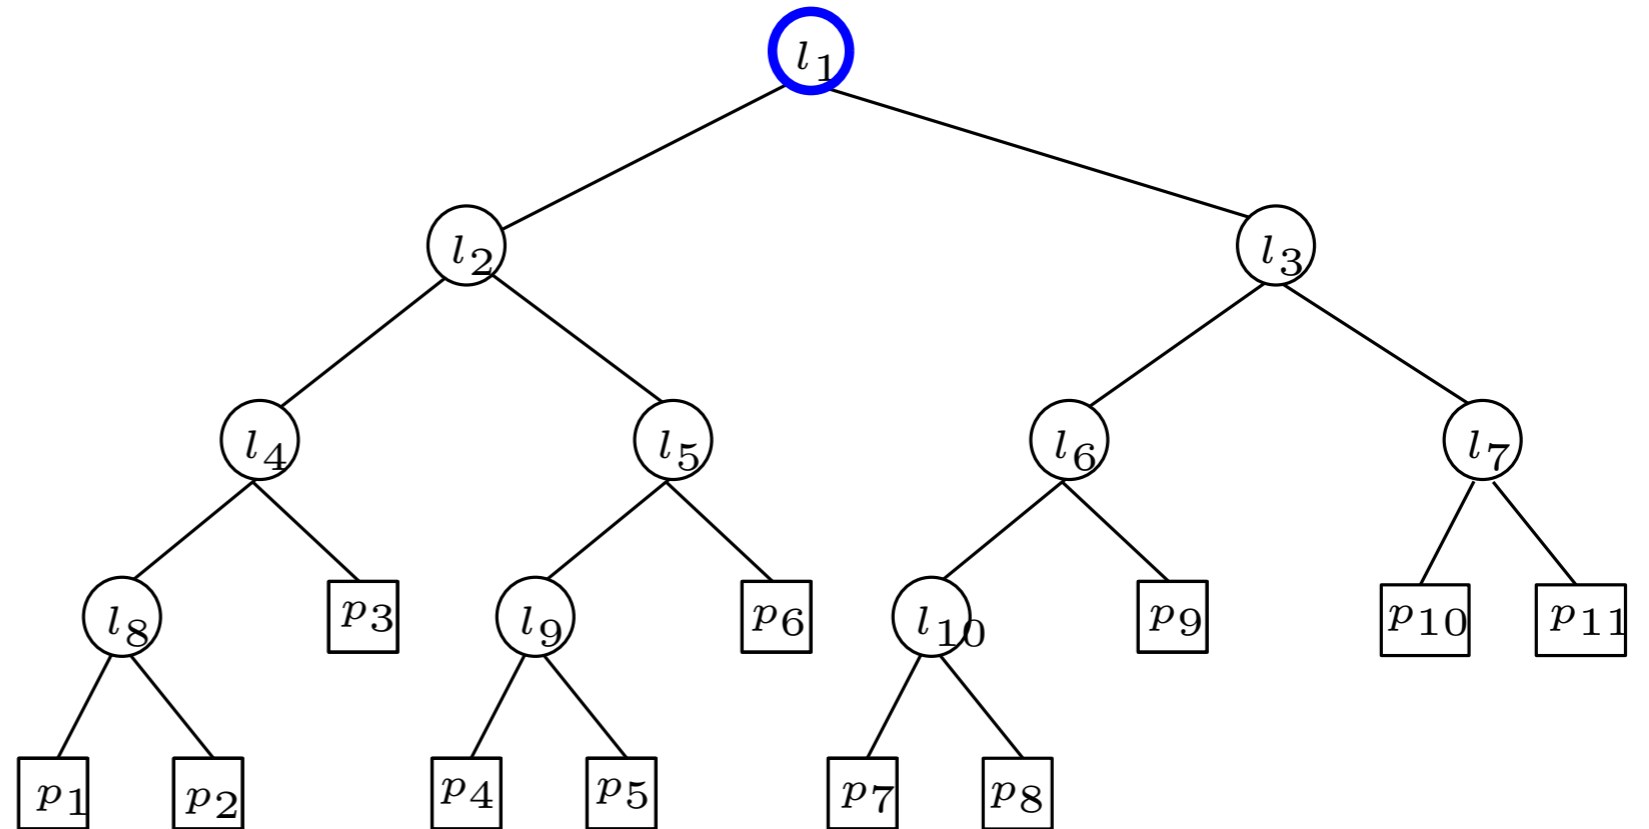 l₁
l₂ l₃
l₄ l₅ l₆ l₇
l₈ p₃ l₉ p₆ l₁₀ p₉ p₁₀ p₁₁
p₁ p₂ p₄ p₅ p₇ p₈